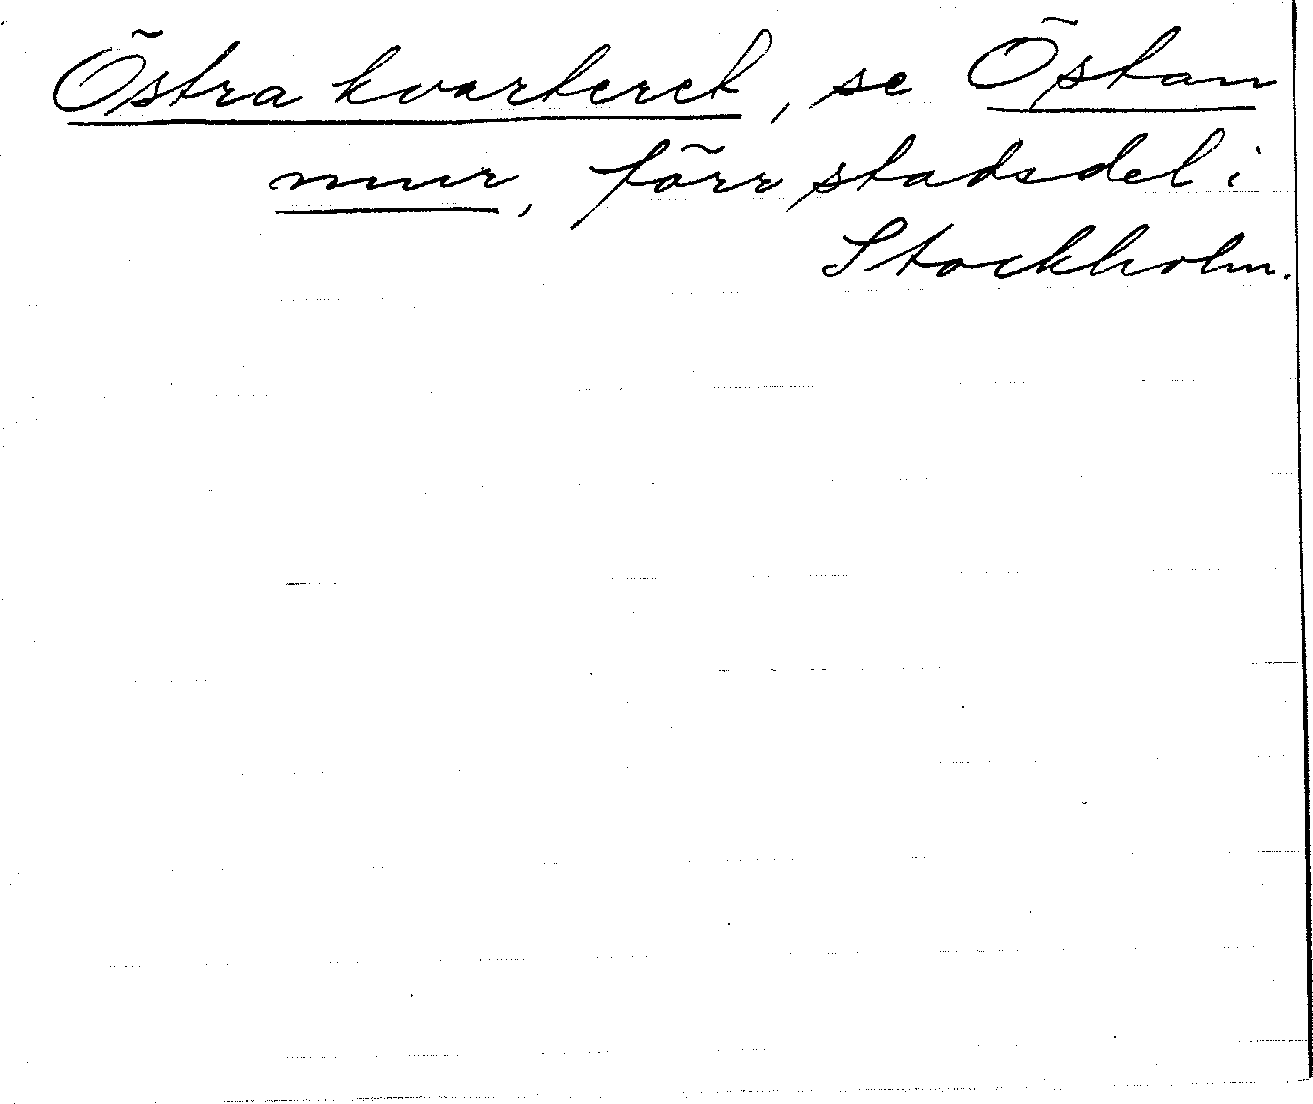 Östra kvarteret, se Östan
mur, förr stadsdel i
Stockholm.